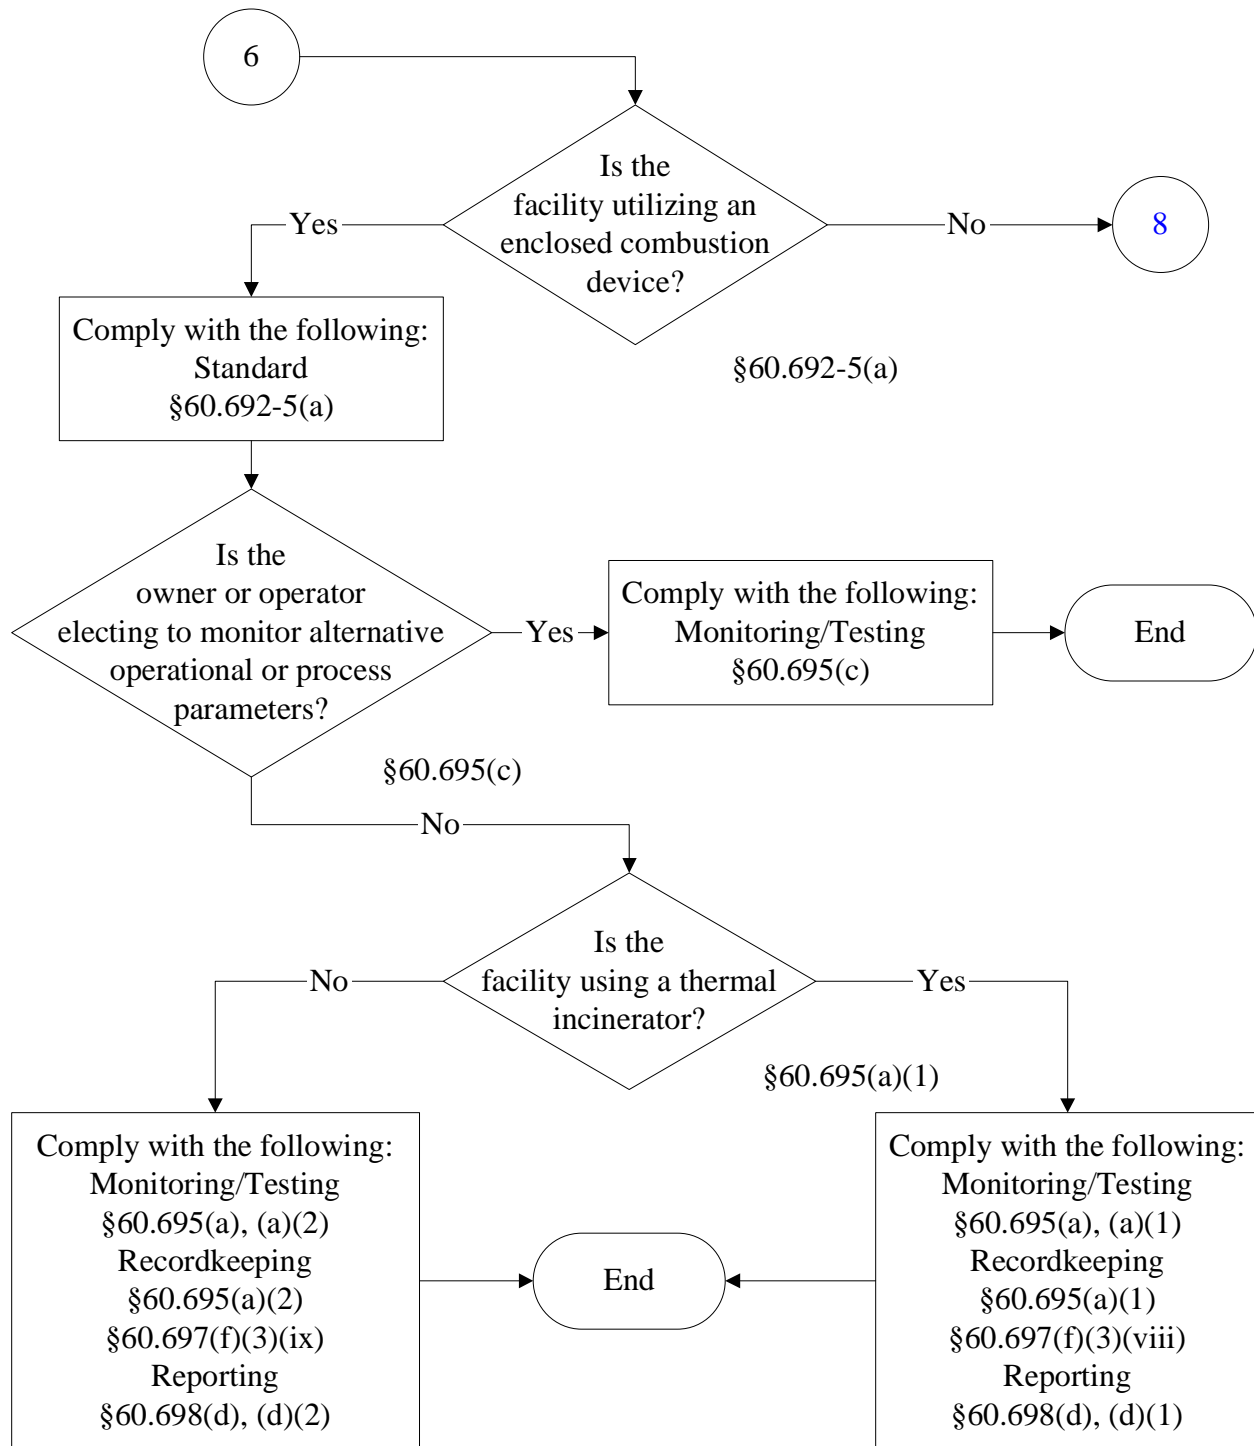 6
Is the
facility utilizing an
enclosed combustion
device?
Yes
No
8
Comply with the following:
Standard
§60.692-5(a)
§60.692-5(a)
Is the
owner or operator
electing to monitor alternative
operational or process
parameters?
Yes
Comply with the following:
Monitoring/Testing
§60.695(c)
End
§60.695(c)
No
Is the
facility using a thermal
incinerator?
No
Yes
§60.695(a)(1)
Comply with the following:
Monitoring/Testing
§60.695(a), (a)(2)
Recordkeeping
§60.695(a)(2)
§60.697(f)(3)(ix)
Reporting
§60.698(d), (d)(2)
End
Comply with the following:
Monitoring/Testing
§60.695(a), (a)(1)
Recordkeeping
§60.695(a)(1)
§60.697(f)(3)(viii)
Reporting
§60.698(d), (d)(1)